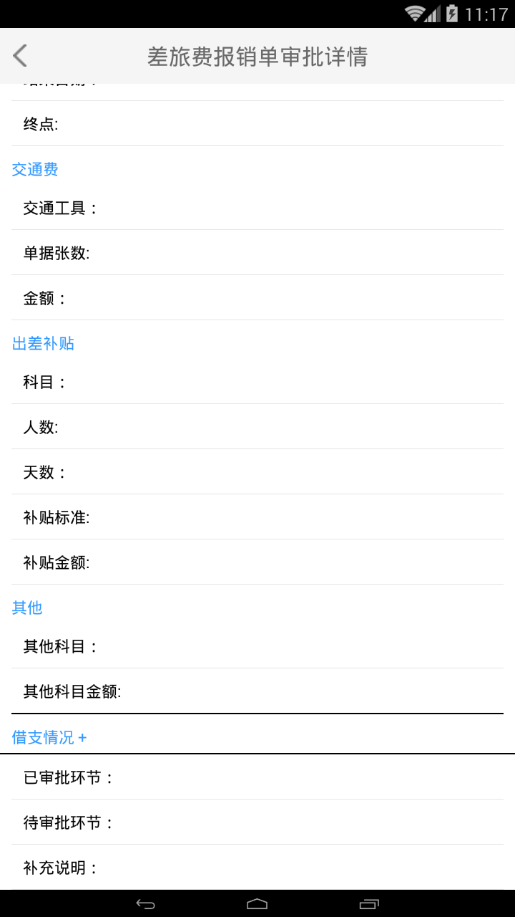 11:17
差旅费报销单审批详情
终点:
交通费
交通工具：
单据张数:
金额：
出差补贴
科目：
人数:
天数：
补贴标准:
补贴金额:
其他
其他科目：
其他科目金额:
借支情况 +
已审批环节：
待审批环节：
补充说明：